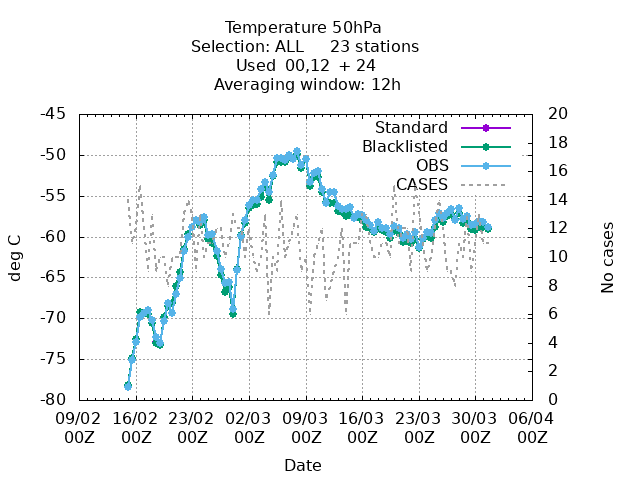 Temperature 50hPa
Selection: ALL 23 stations
Used 00,12 + 24
Averaging window: 12h
Standard
Blacklisted
OBS
CASES
deg C
-45
-50
-55
-60
-65
-70
-75
-80
20
18
16
14
12
10
8
6
4
2
0
No cases
09/02 16/02 23/02 02/03 09/03 16/03 23/03 30/03 06/04
00Z 00Z 00Z 00Z 00Z 00Z 00Z 00Z 00Z
Date